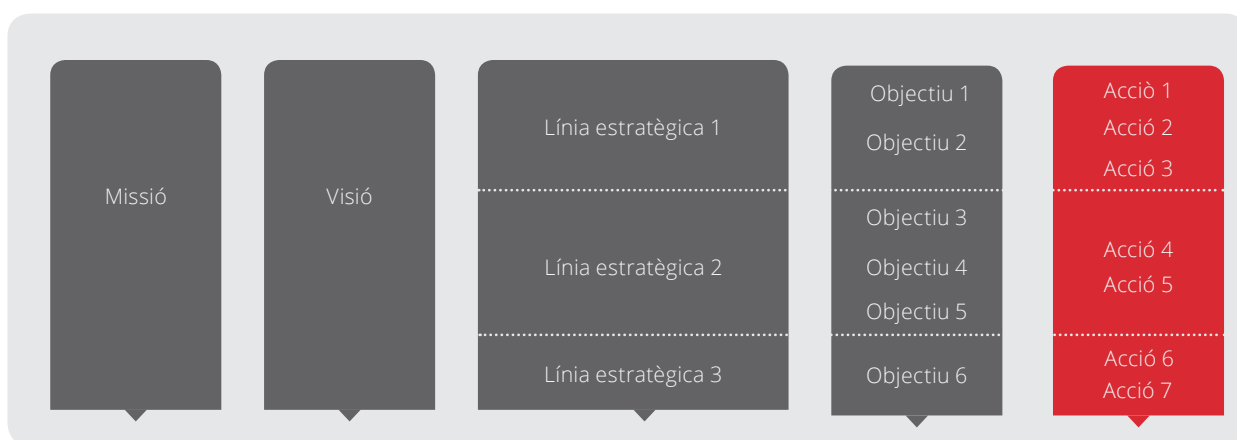 Missió
Visió
Línia estratègica 1
Línia estratègica 2
Línia estratègica 3
Objectiu 1
Objectiu 2
Objectiu 3
Objectiu 4
Objectiu 5
Objectiu 6
Acciò 1
Acció 2
Acció 3
Acció 4
Acció 5
Acció 6
Acció 7